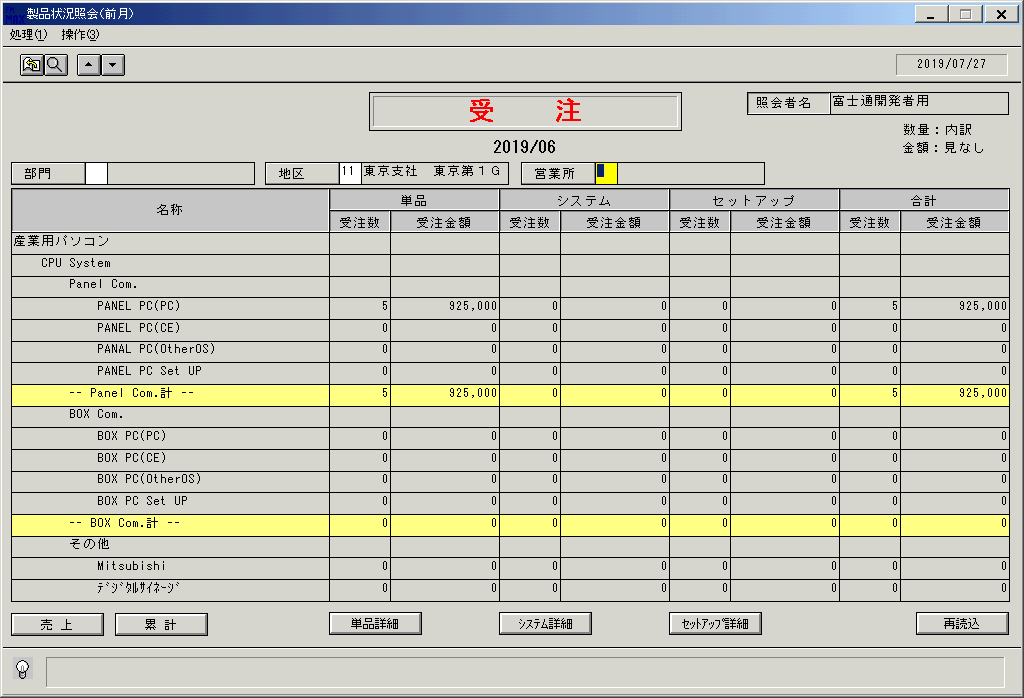 製品状況照会(前月)
処理(1) 操作(3)
2019/07/27
受 注
照会者名 富士通開発者用
2019/06
数量：内訳
金額：見なし
部門 地区 11 東京支社 東京第１Ｇ 営業所
名称 単品 システム セットアップ 合計
受注数 受注金額 受注数 受注金額 受注数 受注金額 受注数 受注金額
産業用パソコン
CPU System
Panel Com.
PANEL PC(PC) 5 925,000 0 0 0 0 5 925,000
PANEL PC(CE) 0 0 0 0 0 0 0 0
PANAL PC(OtherOS) 0 0 0 0 0 0 0 0
PANEL PC Set UP 0 0 0 0 0 0 0 0
-- Panel Com.計 -- 5 925,000 0 0 0 0 5 925,000
BOX Com.
BOX PC(PC) 0 0 0 0 0 0 0 0
BOX PC(CE) 0 0 0 0 0 0 0 0
BOX PC(OtherOS) 0 0 0 0 0 0 0 0
BOX PC Set UP 0 0 0 0 0 0 0 0
-- BOX Com.計 -- 0 0 0 0 0 0 0 0
その他
Mitsubishi 0 0 0 0 0 0 0 0
ﾃﾞｼﾞﾀﾙｻｲﾈｰｼﾞ 0 0 0 0 0 0 0 0
売 上 累 計 単品詳細 ｼｽﾃﾑ詳細 ｾｯﾄｱｯﾌﾟ詳細 再読込